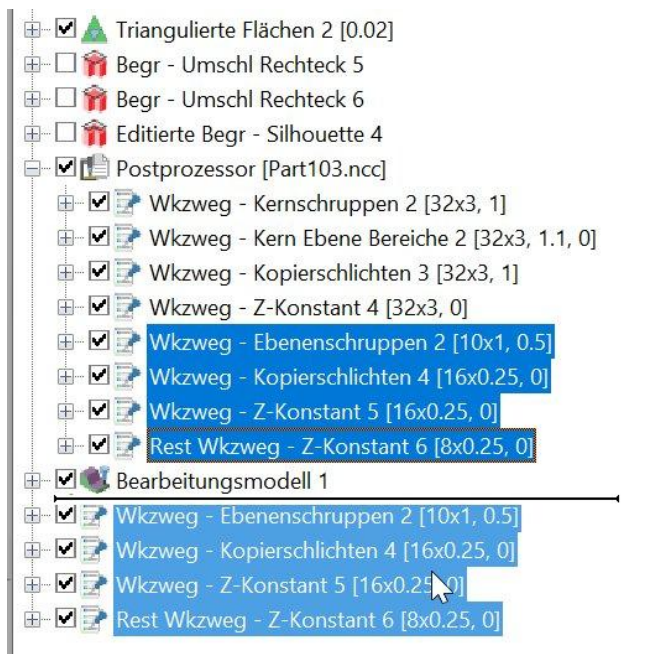 Triangulierte Flächen 2 [0.02]
Begr - Umschl Rechteck 5
Begr - Umschl Rechteck 6
Editierte Begr - Silhouette 4
Postprozessor [Part103.ncc]
Wkzweg - Kernschruppen 2 [32x3, 1]
Wkzweg - Kern Ebene Bereiche 2 [32x3, 1.1, 0]
Wkzweg - Kopierschlichten 3 [32x3, 1]
Wkzweg - Z-Konstant 4 [32x3, 0]
Wkzweg - Ebenenschruppen 2 [10x1, 0.5]
Wkzweg - Kopierschlichten 4 [16x0.25, 0]
Wkzweg - Z-Konstant 5 [16x0.25, 0]
Rest Wkzweg - Z-Konstant 6 [8x0.25, 0]
Bearbeitungsmodell 1
Wkzweg - Ebenenschruppen 2 [10x1, 0.5]
Wkzweg - Kopierschlichten 4 [16x0.25, 0]
Wkzweg - Z-Konstant 5 [16x0.25, 0]
Rest Wkzweg - Z-Konstant 6 [8x0.25, 0]